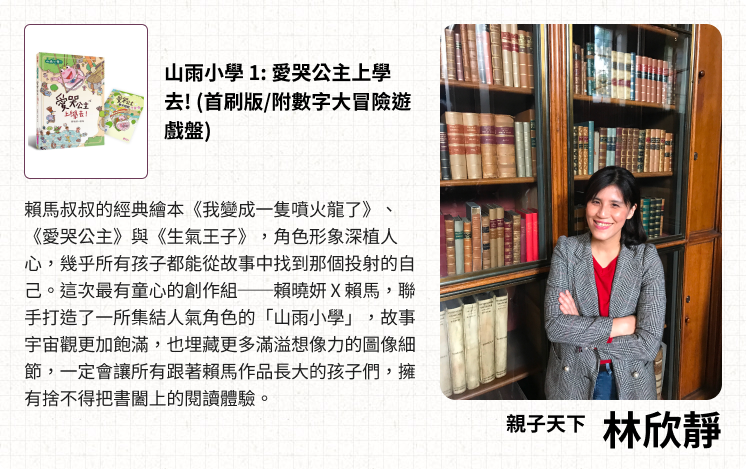 愛哭公主
上學去！
山雨小學 1: 愛哭公主上學
去! (首刷版/附數字大冒險遊
戲盤)
賴馬叔叔的經典繪本《我變成一隻噴火龍了》、
《愛哭公主》與《生氣王子》，角色形象深植人
心，幾乎所有孩子都能從故事中找到那個投射的自
己。這次最有童心的創作組──賴曉妍 X 賴馬，聯
手打造了一所集結人氣角色的「山雨小學」，故事
宇宙觀更加飽滿，也埋藏更多滿溢想像力的圖像細
節，一定會讓所有跟著賴馬作品長大的孩子們，擁
有捨不得把書闔上的閱讀體驗。
親子天下 林欣靜